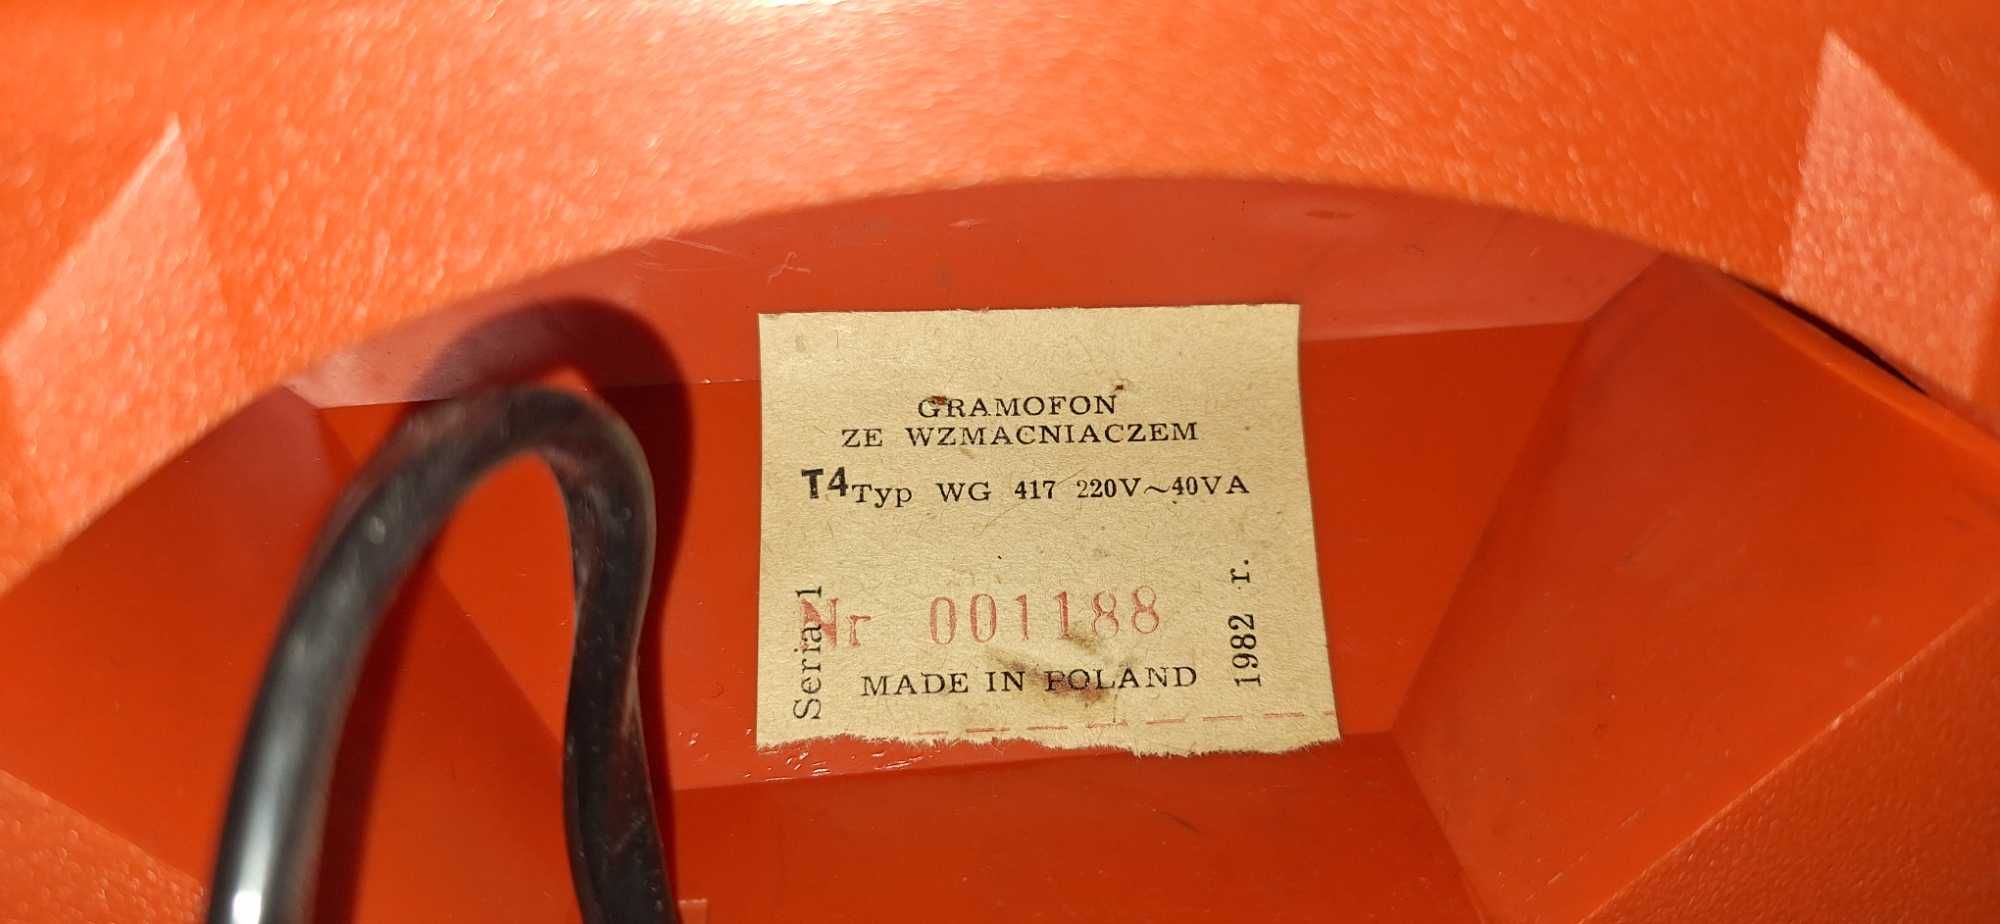 GRAMOFON
ZE WZMACNIACZEM
T4 Typ WG 417 220V~40VA
Nr 001188
MADE IN POLAND
Seria 1
1982 r.